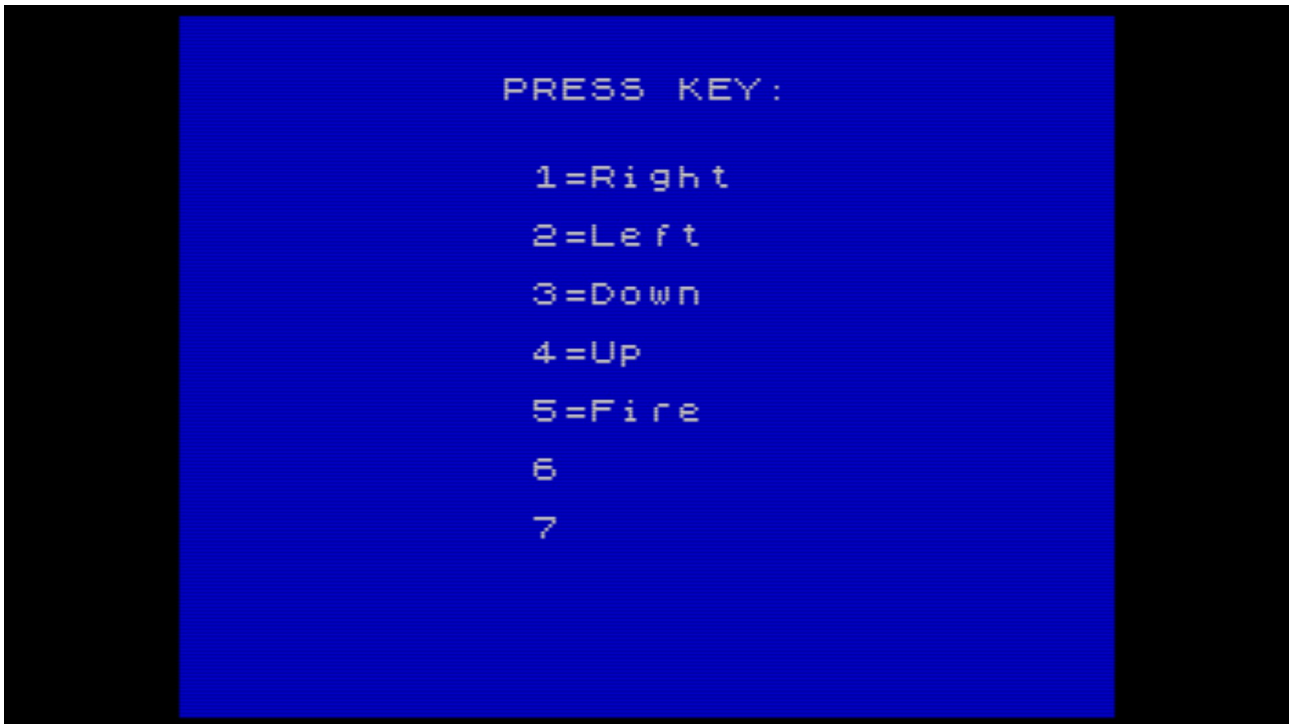 PRESS KEY:
1=Right
2=Left
3=Down
4=Up
5=Fire
6
7